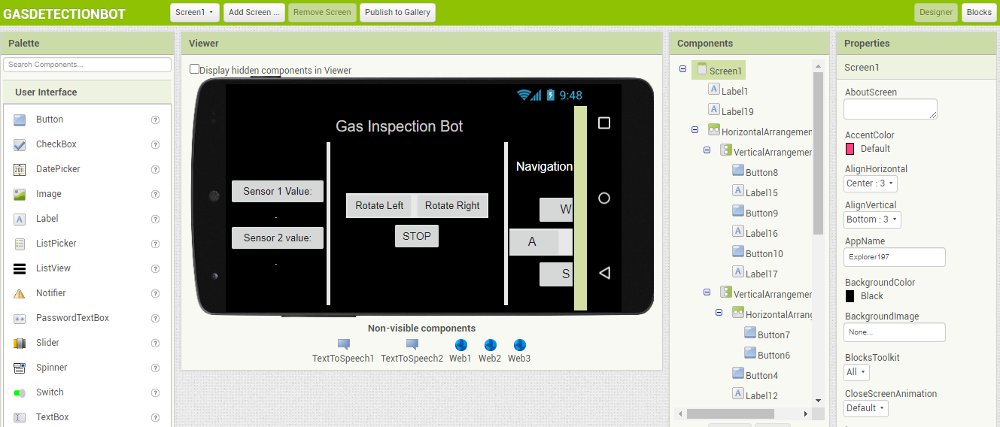 GASDETECTIONBOT
Screen1
Add Screen ...
Remove Screen
Publish to Gallery
Designer
Blocks
Palette
Search Components...
User Interface
Button
CheckBox
DatePicker
Image
Label
ListPicker
ListView
Notifier
PasswordTextBox
Slider
Spinner
Switch
TextBox
Viewer
Display hidden components in Viewer
9:48
Gas Inspection Bot
Sensor 1 Value:
-
Sensor 2 value:
-
Rotate Left
Rotate Right
STOP
Navigation
W
A
S
Non-visible components
TextToSpeech1
TextToSpeech2
Web1
Web2
Web3
Components
Screen1
Label1
Label19
HorizontalArrangemen
VerticalArrangemen
Button8
Label15
Button9
Label16
Button10
Label17
VerticalArrangemen
HorizontalArrang
Button7
Button6
Button4
Label12
Properties
Screen1
AboutScreen
AccentColor
Default
AlignHorizontal
Center : 3
AlignVertical
Bottom : 3
AppName
Explorer197
BackgroundColor
Black
BackgroundImage
None...
BlocksToolkit
All
CloseScreenAnimation
Default